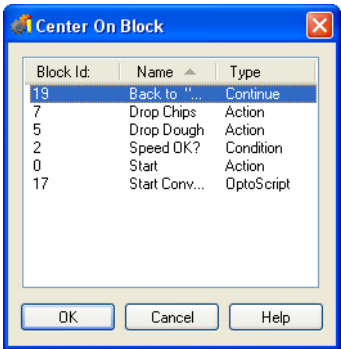 Center On Block
Block Id: Name Type
19 Back to "... Continue
7 Drop Chips Action
5 Drop Dough Action
2 Speed OK? Condition
0 Start Action
17 Start Conv... OptoScript
OK Cancel Help